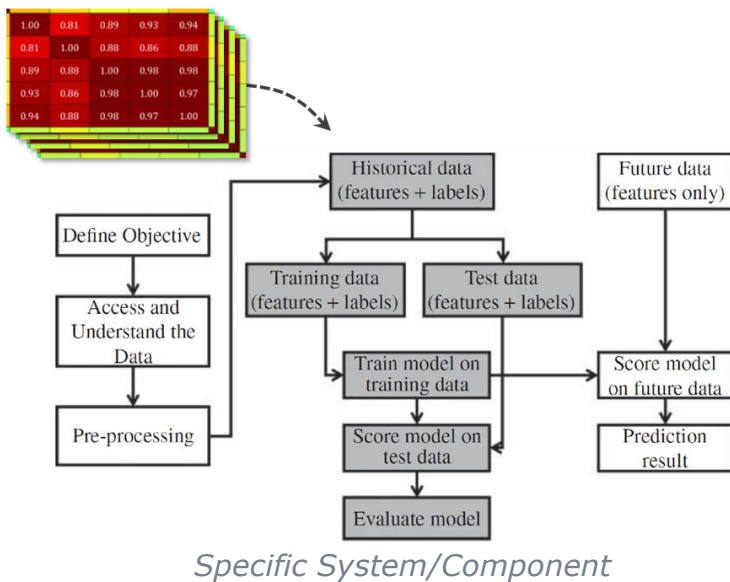 1.00 0.81 0.89 0.93 0.94
0.81 1.00 0.88 0.86 0.88
0.89 0.88 1.00 0.98 0.98
0.93 0.86 0.98 1.00 0.97
0.94 0.88 0.98 0.97 1.00
Historical data
(features + labels)
Future data
(features only)
Define Objective
Training data
(features + labels)
Test data
(features + labels)
Access and
Understand the
Data
Train model on
training data
Score model
on future data
Pre-processing
Score model on
test data
Prediction
result
Evaluate model
Specific System/Component